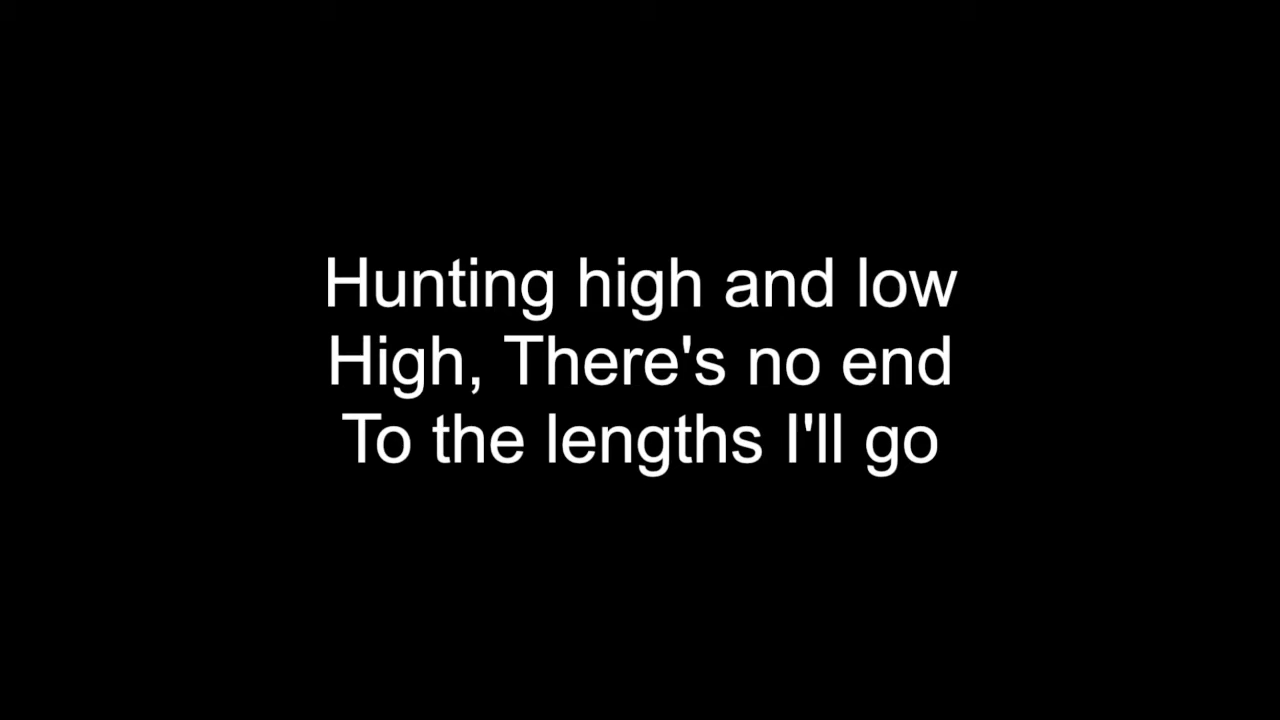 Hunting high and low
High, There's no end
To the lengths I'll go